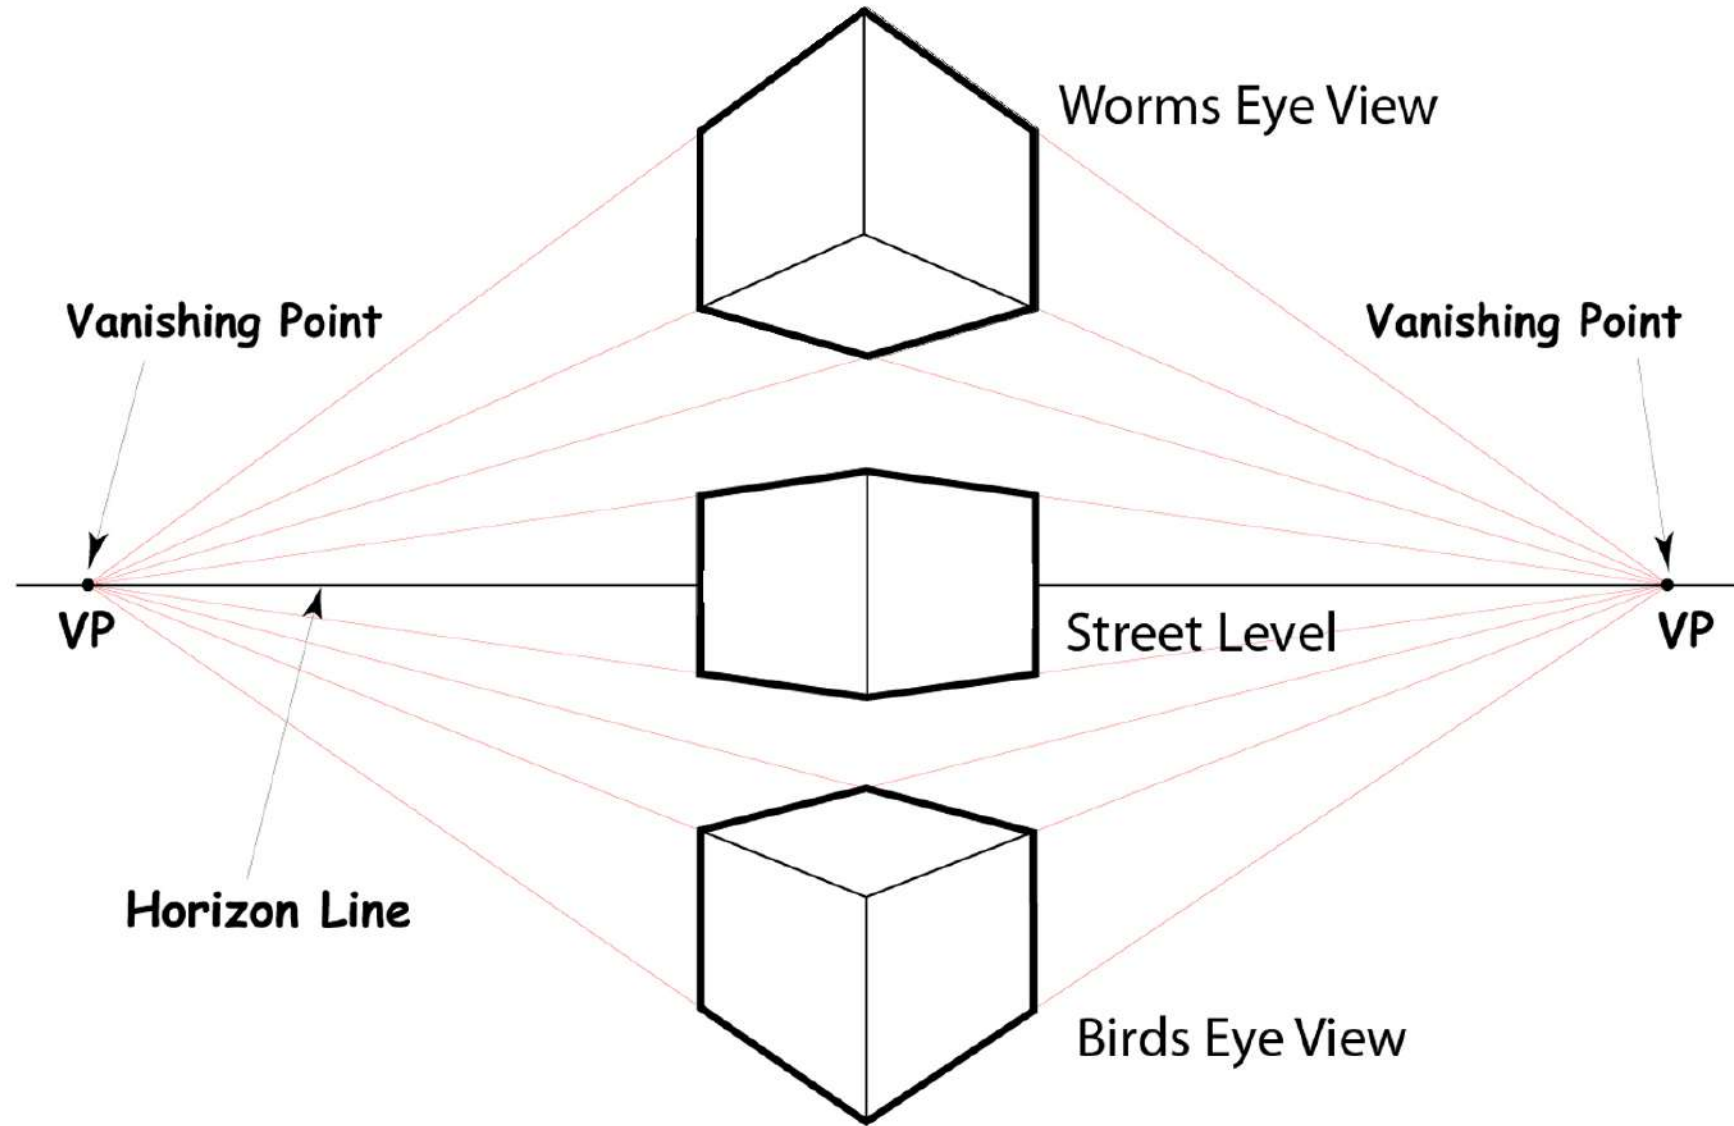 Worms Eye View
Vanishing Point
Vanishing Point
VP
Street Level
VP
Horizon Line
Birds Eye View